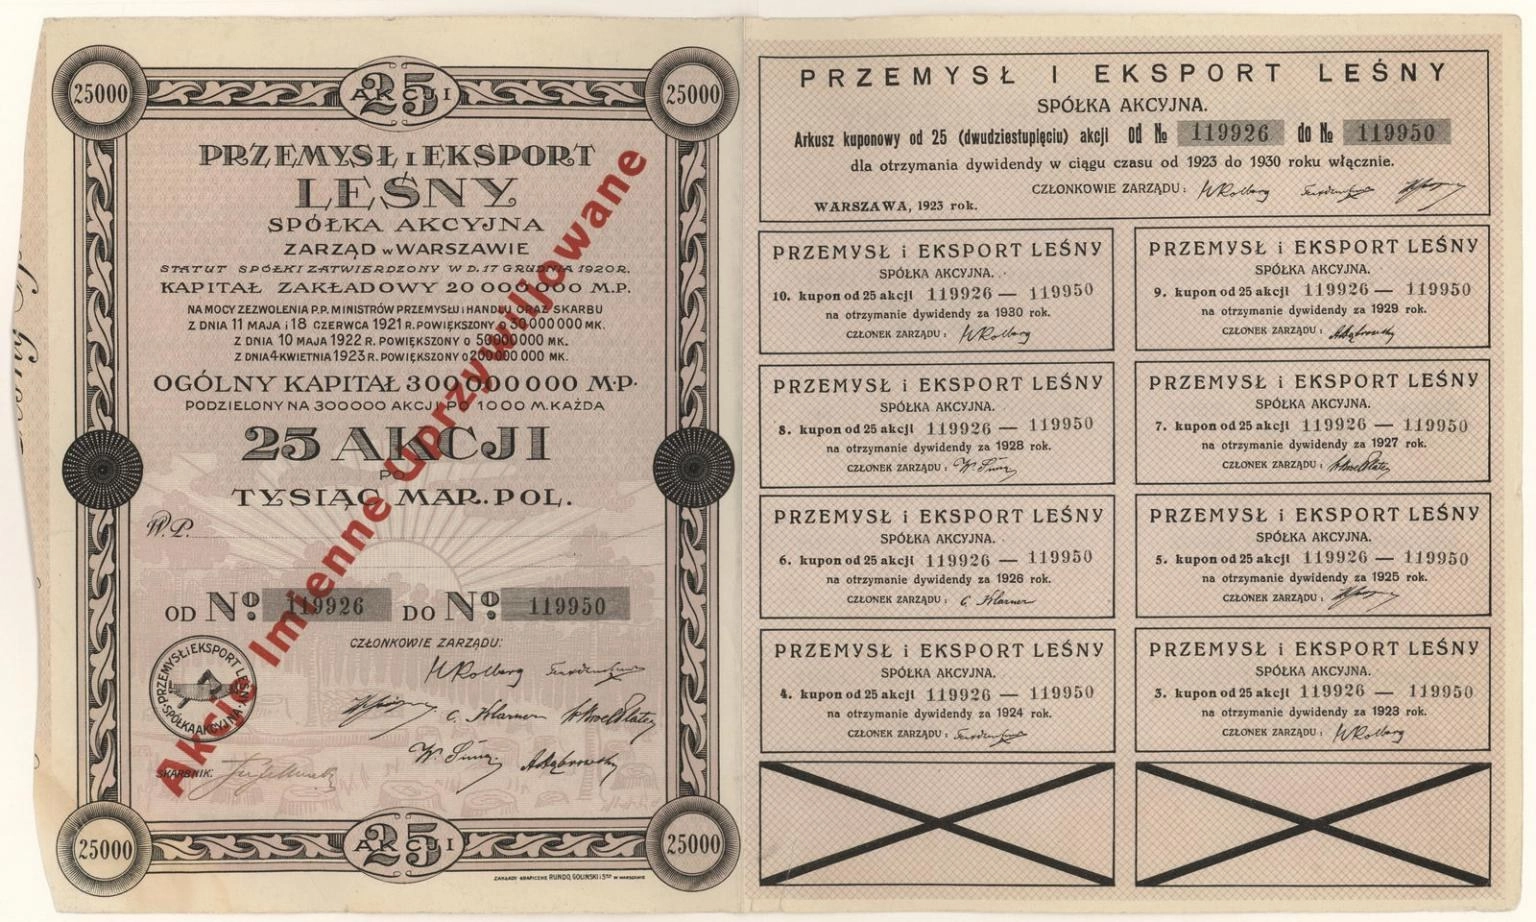 25000
25 AKCJI
25000
PRZEMYSŁ I EKSPORT
LEŚNY
SPÓŁKA AKCYJNA
ZARZĄD W WARSZAWIE
STATUT SPÓŁKI ZATWIERDZONY W D. 17 GRUDNIA 1920 R.
KAPITAŁ ZAKŁADOWY 20 000 000 M.P.
NA MOCY ZEZWOLENIA P.P. MINISTRÓW PRZEMYSŁU I HANDLU ORAZ SKARBU
Z DNIA 11 MAJA I 18 CZERWCA 1921 R. POWIĘKSZONY O 30 000 000 MK.
Z DNIA 10 MAJA 1922 R. POWIĘKSZONY O 50 000 000 MK.
Z DNIA 4 KWIETNIA 1923 R. POWIĘKSZONY O 200 000 000 MK.
OGÓLNY KAPITAŁ 300 000 000 M.P.
PODZIELONY NA 300 000 AKCJI PO 1000 M. KAŻDA
25 AKCJI
PO
TYSIĄC MAR. POL.
W. P.
Akcje Imienne Uprzywilejowane
OD Nº 119926 DO Nº 119950
PRZEMYSŁ i EKSPORT LEŚNY
SPÓŁKA AKCYJNA
CZŁONKOWIE ZARZĄDU:
SKARBNIK:
25000
25 AKCJI
25000
ZAKŁADY GRAFICZNE RUNDO, GOLIŃSKI i S-KA W WARSZAWIE
PRZEMYSŁ I EKSPORT LEŚNY
SPÓŁKA AKCYJNA.
Arkusz kuponowy od 25 (dwudziestupięciu) akcji od № 119926 do № 119950
dla otrzymania dywidendy w ciągu czasu od 1923 do 1930 roku włącznie.
CZŁONKOWIE ZARZĄDU:
WARSZAWA, 1923 rok.
PRZEMYSŁ i EKSPORT LEŚNY
SPÓŁKA AKCYJNA.
10. kupon od 25 akcji 119926 — 119950
na otrzymanie dywidendy za 1930 rok.
CZŁONEK ZARZĄDU:
PRZEMYSŁ i EKSPORT LEŚNY
SPÓŁKA AKCYJNA.
9. kupon od 25 akcji 119926 — 119950
na otrzymanie dywidendy za 1929 rok.
CZŁONEK ZARZĄDU:
PRZEMYSŁ i EKSPORT LEŚNY
SPÓŁKA AKCYJNA.
8. kupon od 25 akcji 119926 — 119950
na otrzymanie dywidendy za 1928 rok.
CZŁONEK ZARZĄDU:
PRZEMYSŁ i EKSPORT LEŚNY
SPÓŁKA AKCYJNA.
7. kupon od 25 akcji 119926 — 119950
na otrzymanie dywidendy za 1927 rok.
CZŁONEK ZARZĄDU:
PRZEMYSŁ i EKSPORT LEŚNY
SPÓŁKA AKCYJNA.
6. kupon od 25 akcji 119926 — 119950
na otrzymanie dywidendy za 1926 rok.
CZŁONEK ZARZĄDU:
PRZEMYSŁ i EKSPORT LEŚNY
SPÓŁKA AKCYJNA.
5. kupon od 25 akcji 119926 — 119950
na otrzymanie dywidendy za 1925 rok.
CZŁONEK ZARZĄDU:
PRZEMYSŁ i EKSPORT LEŚNY
SPÓŁKA AKCYJNA.
4. kupon od 25 akcji 119926 — 119950
na otrzymanie dywidendy za 1924 rok.
CZŁONEK ZARZĄDU:
PRZEMYSŁ i EKSPORT LEŚNY
SPÓŁKA AKCYJNA.
3. kupon od 25 akcji 119926 — 119950
na otrzymanie dywidendy za 1923 rok.
CZŁONEK ZARZĄDU: